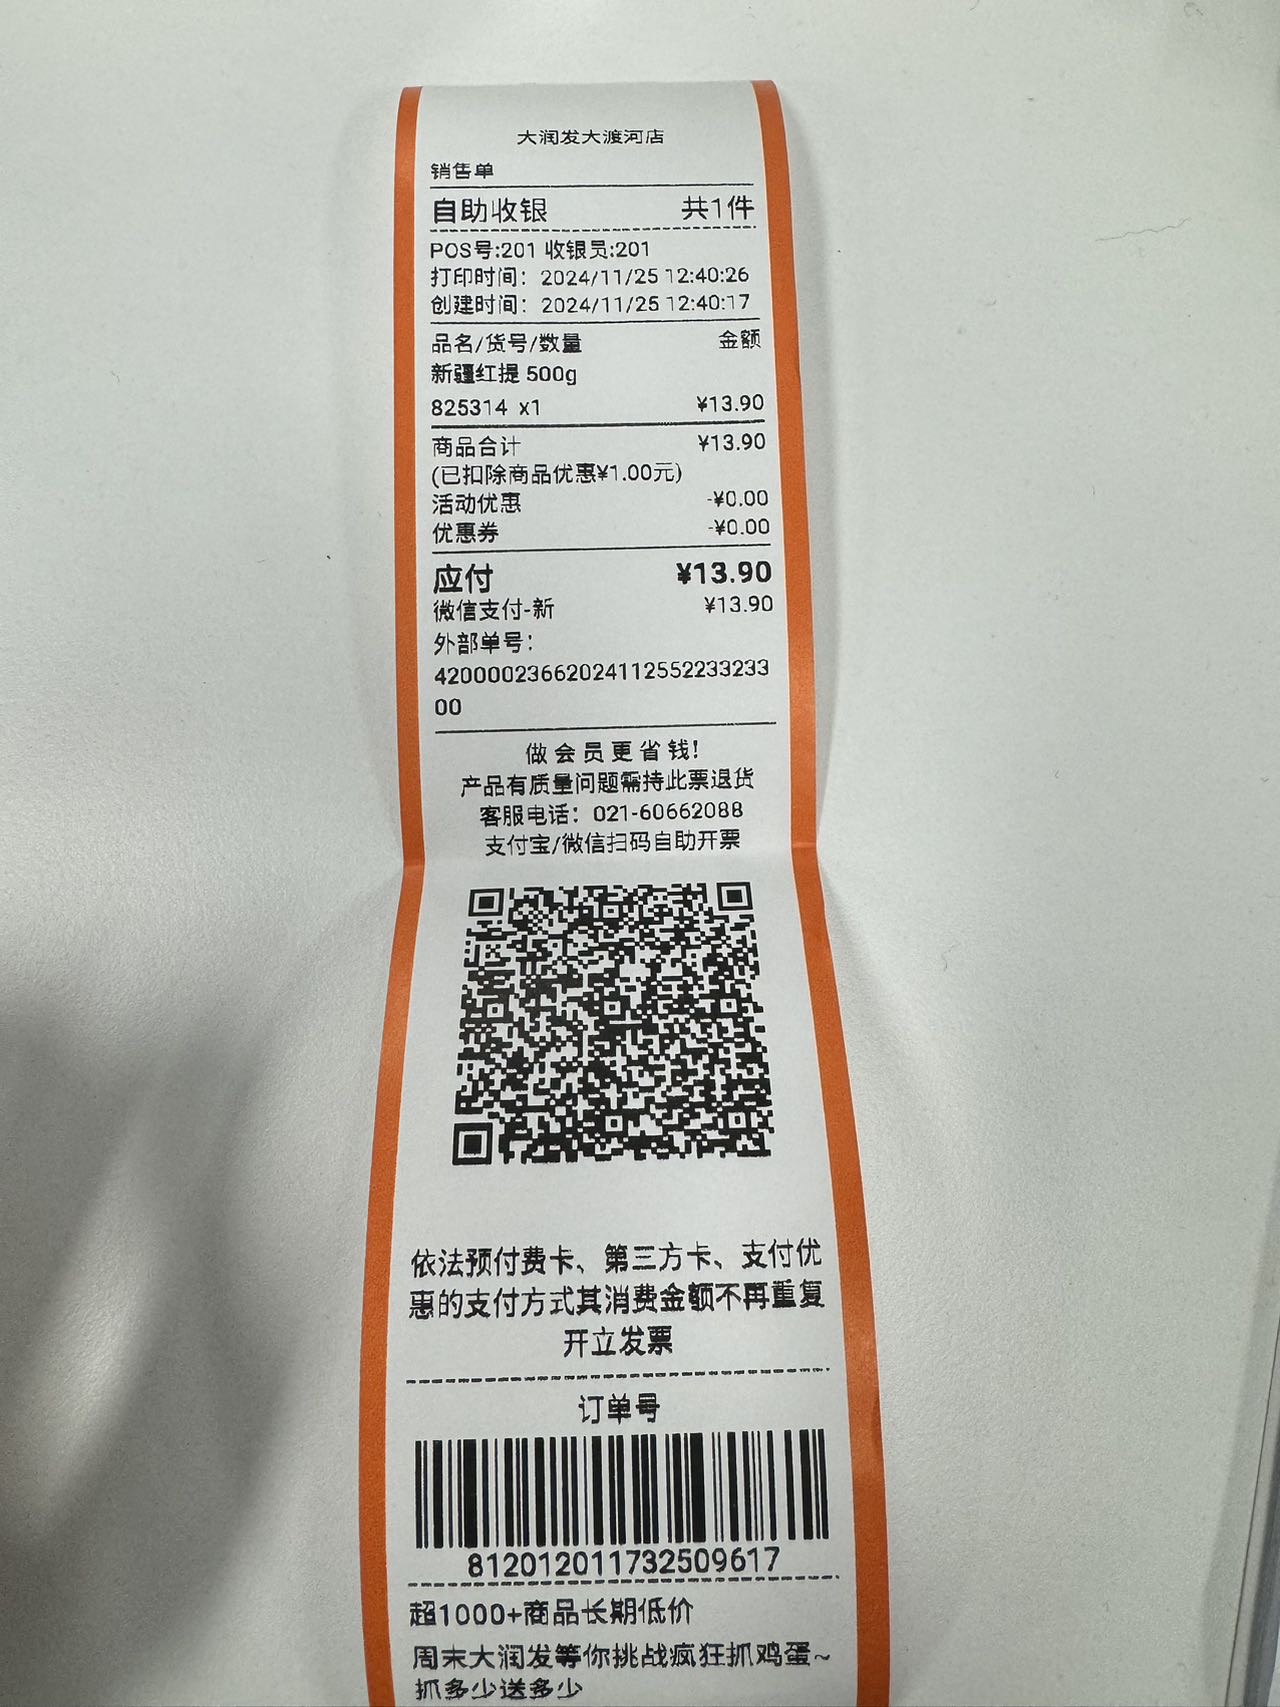 大润发大渡河店
销售单
自助收银 共1件
POS号:201 收银员:201
打印时间：2024/11/25 12:40:26
创建时间：2024/11/25 12:40:17
品名/货号/数量 金额
新疆红提 500g
825314 x1 ¥13.90
商品合计 ¥13.90
(已扣除商品优惠¥1.00元)
活动优惠 -¥0.00
优惠券 -¥0.00
应付 ¥13.90
微信支付-新 ¥13.90
外部单号：
42000023662024112552233233
00
做会员更省钱!
产品有质量问题需持此票退货
客服电话：021-60662088
支付宝/微信扫码自助开票
依法预付费卡、第三方卡、支付优
惠的支付方式其消费金额不再重复
开立发票
订单号
812012011732509617
超1000+商品长期低价
周末大润发等你挑战疯狂抓鸡蛋~
抓多少送多少